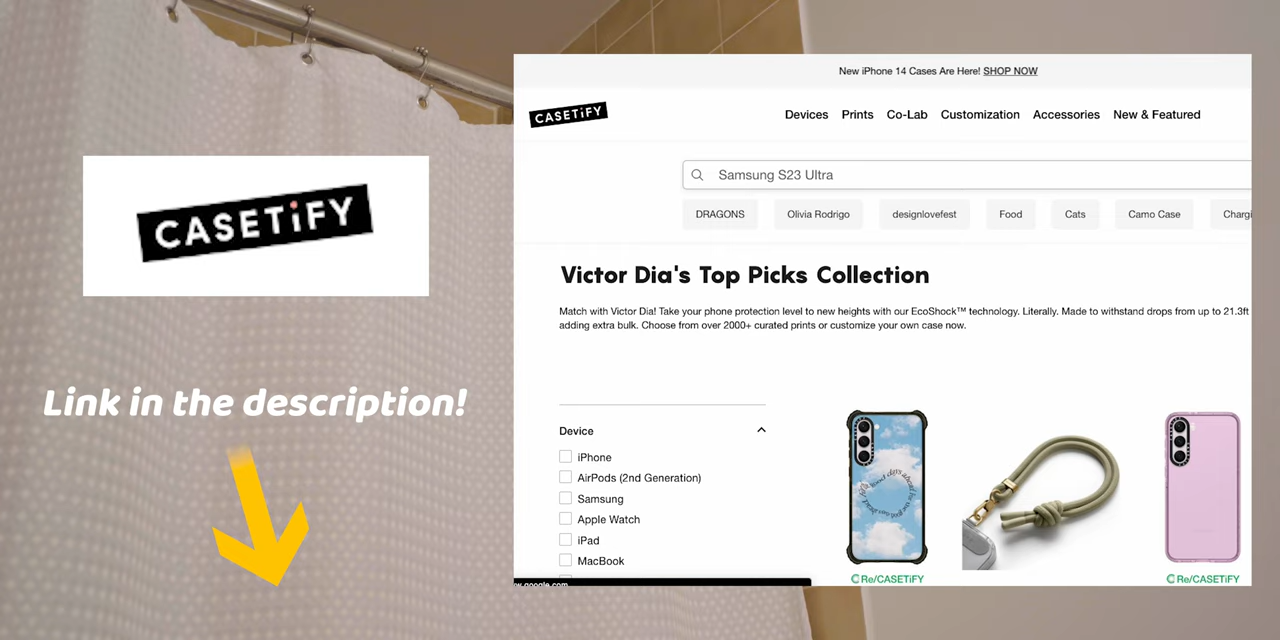 CASETiFY
Link in the description!
New iPhone 14 Cases Are Here! SHOP NOW
CASETiFY
Devices Prints Co-Lab Customization Accessories New & Featured
Samsung S23 Ultra
DRAGONS Olivia Rodrigo designlovefest Food Cats Camo Case Chargi
Victor Dia's Top Picks Collection
Match with Victor Dia! Take your phone protection level to new heights with our EcoShock™ technology. Literally. Made to withstand drops from up to 21.3ft
adding extra bulk. Choose from over 2000+ curated prints or customize your own case now.
Device
iPhone
AirPods (2nd Generation)
Samsung
Apple Watch
iPad
MacBook
Re/CASETiFY Re/CASETiFY